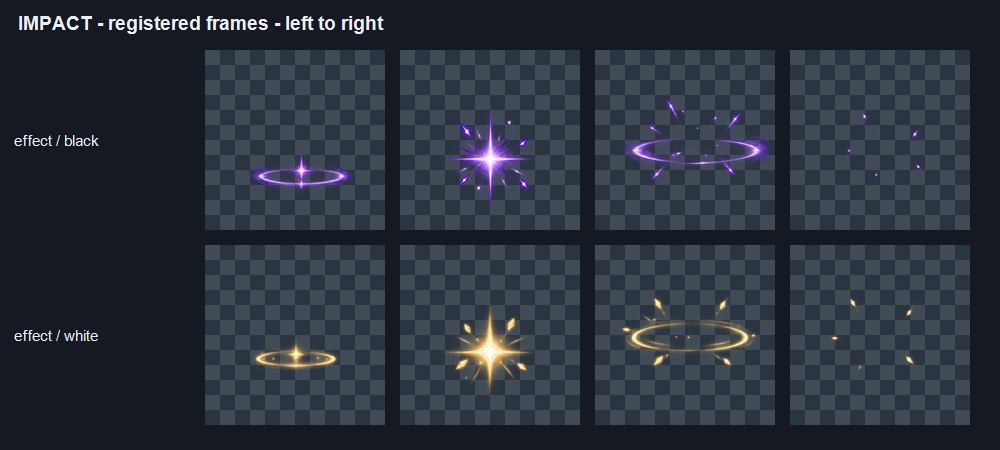 IMPACT - registered frames - left to right
effect / black
effect / white